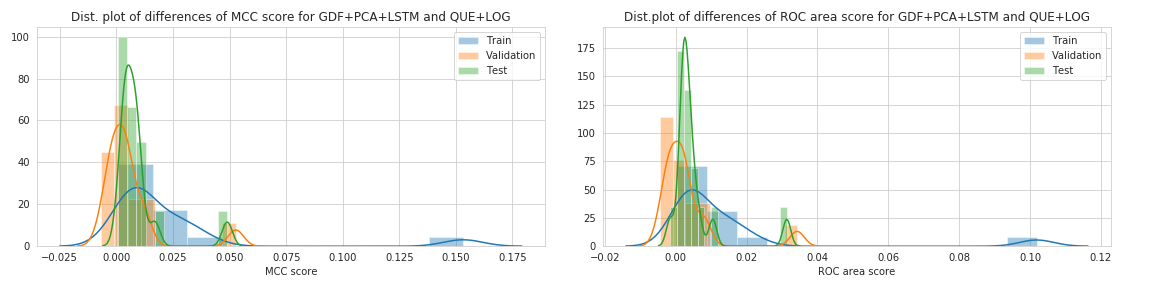 Dist. plot of differences of MCC score for GDF+PCA+LSTM and QUE+LOG
100
80
60
40
20
0
Train
Validation
Test
−0.025 0.000 0.025 0.050 0.075 0.100 0.125 0.150 0.175
MCC score
Dist.plot of differences of ROC area score for GDF+PCA+LSTM and QUE+LOG
175
150
125
100
75
50
25
0
Train
Validation
Test
−0.02 0.00 0.02 0.04 0.06 0.08 0.10 0.12
ROC area score